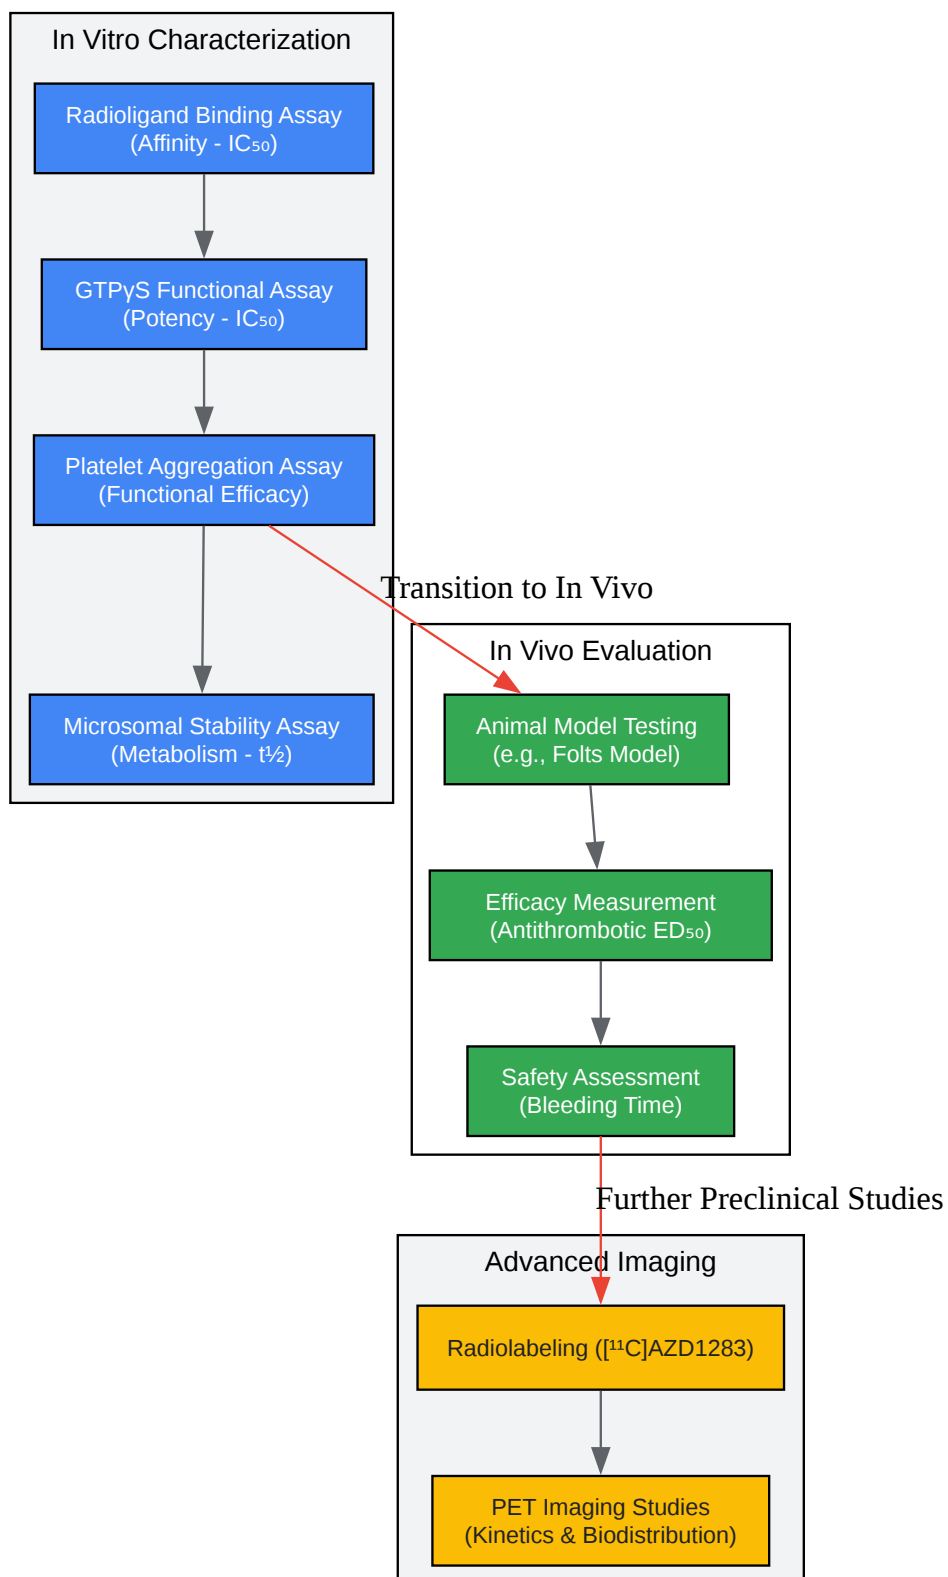 In Vitro Characterization
Radioligand Binding Assay
(Affinity - IC₅₀)
GTPγS Functional Assay
(Potency - IC₅₀)
Platelet Aggregation Assay
(Functional Efficacy)
Transition to In Vivo
Microsomal Stability Assay
(Metabolism - t½)
In Vivo Evaluation
Animal Model Testing
(e.g., Folts Model)
Efficacy Measurement
(Antithrombotic ED₅₀)
Safety Assessment
(Bleeding Time)
Further Preclinical Studies
Advanced Imaging
Radiolabeling ([¹¹C]AZD1283)
PET Imaging Studies
(Kinetics & Biodistribution)